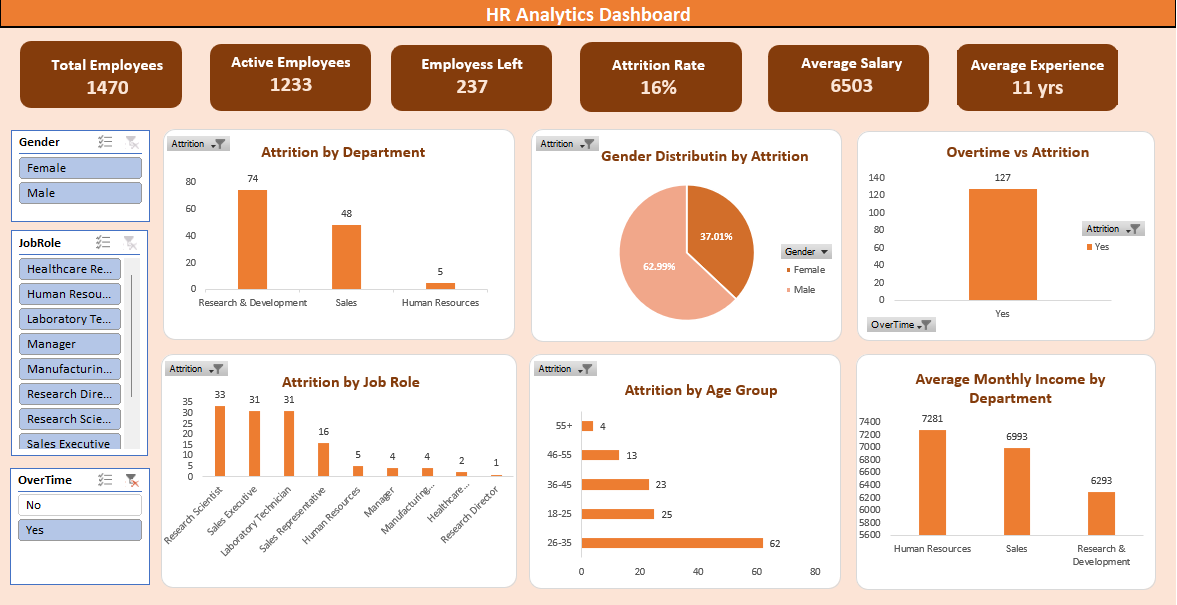 HR Analytics Dashboard
Total Employees
1470
Active Employees
1233
Employess Left
237
Attrition Rate
16%
Average Salary
6503
Average Experience
11 yrs
Gender
Female
Male
JobRole
Healthcare Re...
Human Resou...
Laboratory Te...
Manager
Manufacturin...
Research Dire...
Research Scie...
Sales Executive
OverTime
No
Yes
Attrition
Attrition by Department
80
60
40
20
0
74
48
5
Research & Development
Sales
Human Resources
Attrition
Gender Distributin by Attrition
37.01%
62.99%
Gender
Female
Male
Overtime vs Attrition
140
120
100
80
60
40
20
0
127
Yes
Attrition
Yes
OverTime
Attrition
Attrition by Job Role
35
30
25
20
15
10
5
0
33
31
31
16
5
4
4
2
1
Research Scientist
Sales Executive
Laboratory Technician
Sales Representative
Human Resources
Manager
Manufacturing...
Healthcare...
Research Director
Attrition
Attrition by Age Group
55+
4
46-55
13
36-45
23
18-25
25
26-35
62
0
20
40
60
80
Average Monthly Income by
Department
7400
7200
7000
6800
6600
6400
6200
6000
5800
5600
7281
6993
6293
Human Resources
Sales
Research &
Development